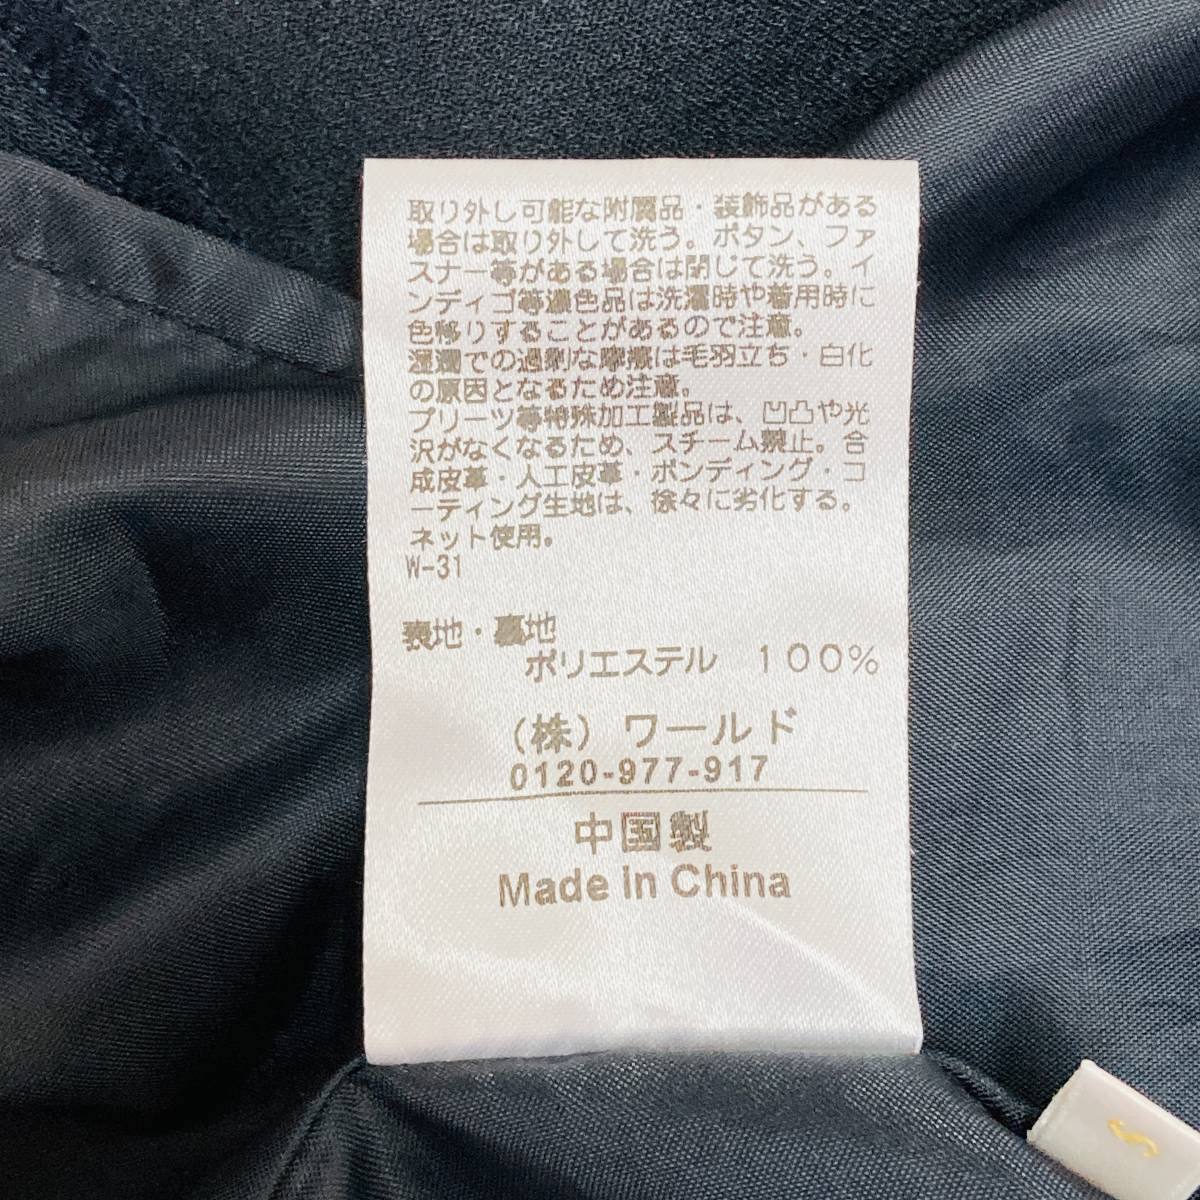 取り外し可能な附属品・装飾品がある
場合は取り外して洗う。ボタン、ファ
スナー等がある場合は閉じて洗う。イ
ンディゴ等濃色品は洗濯時や着用時に
色移りすることがあるので注意。
湿潤での過剰な摩擦は毛羽立ち・白化
の原因となるため注意。
プリーツ等特殊加工製品は、凹凸や光
沢がなくなるため、スチーム禁止。合
成皮革・人工皮革・ボンディング・コ
ーティング生地は、徐々に劣化する。
ネット使用。
W-31
表地・裏地
ポリエステル 100%
(株) ワールド
0120-977-917
中国製
Made in China
S